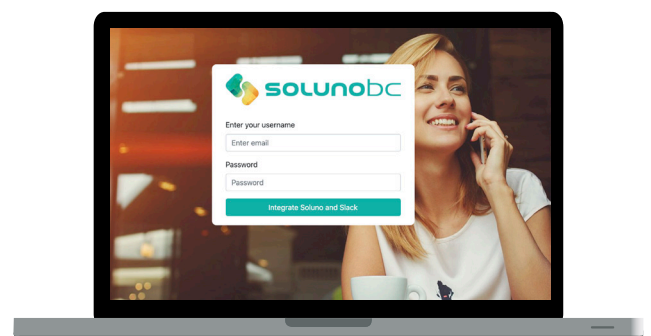 solunobc
Enter your username
Enter email
Password
Password
Integrate Soluno and Slack